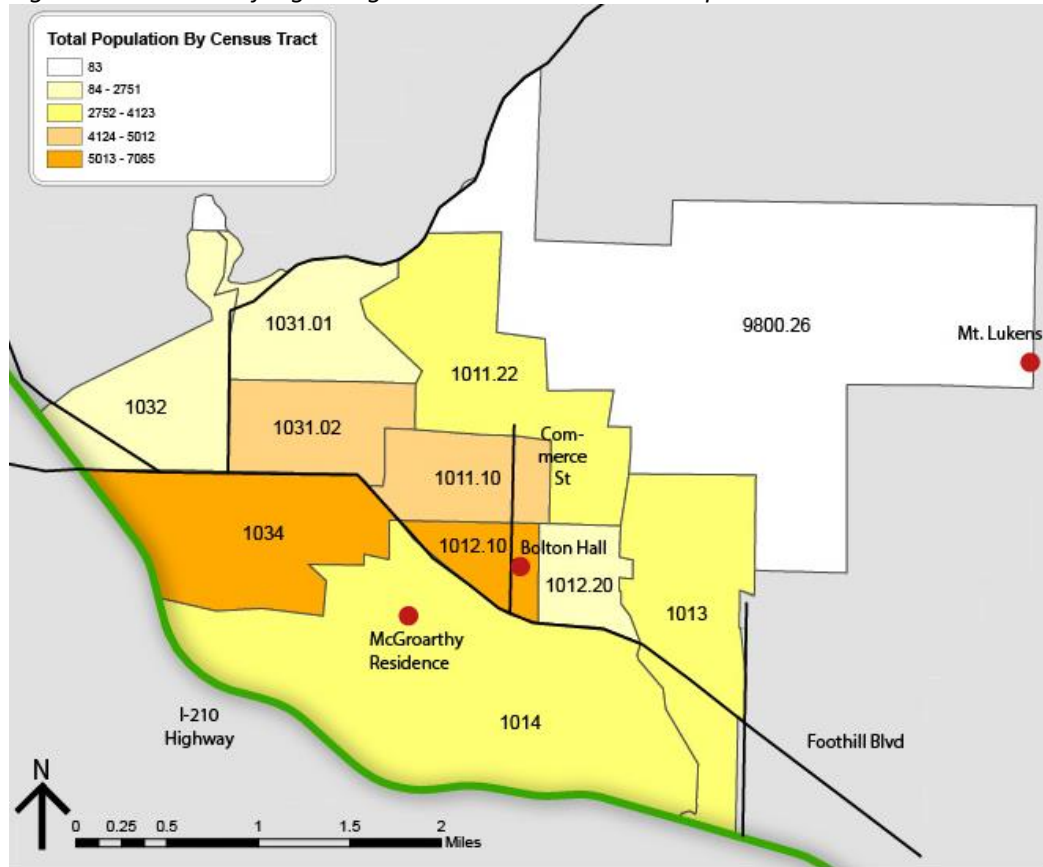 Total Population By Census Tract
83
84 - 2751
2752 - 4123
4124 - 5012
5013 - 7085
1031.01
9800.26
Mt. Lukens
1011.22
1032
1031.02
Com-
merce
St
1011.10
1034
1012.10
Bolton Hall
1012.20
1013
McGroarthy
Residence
1014
I-210
Highway
Foothill Blvd
N
0 0.25 0.5 1 1.5 2
Miles